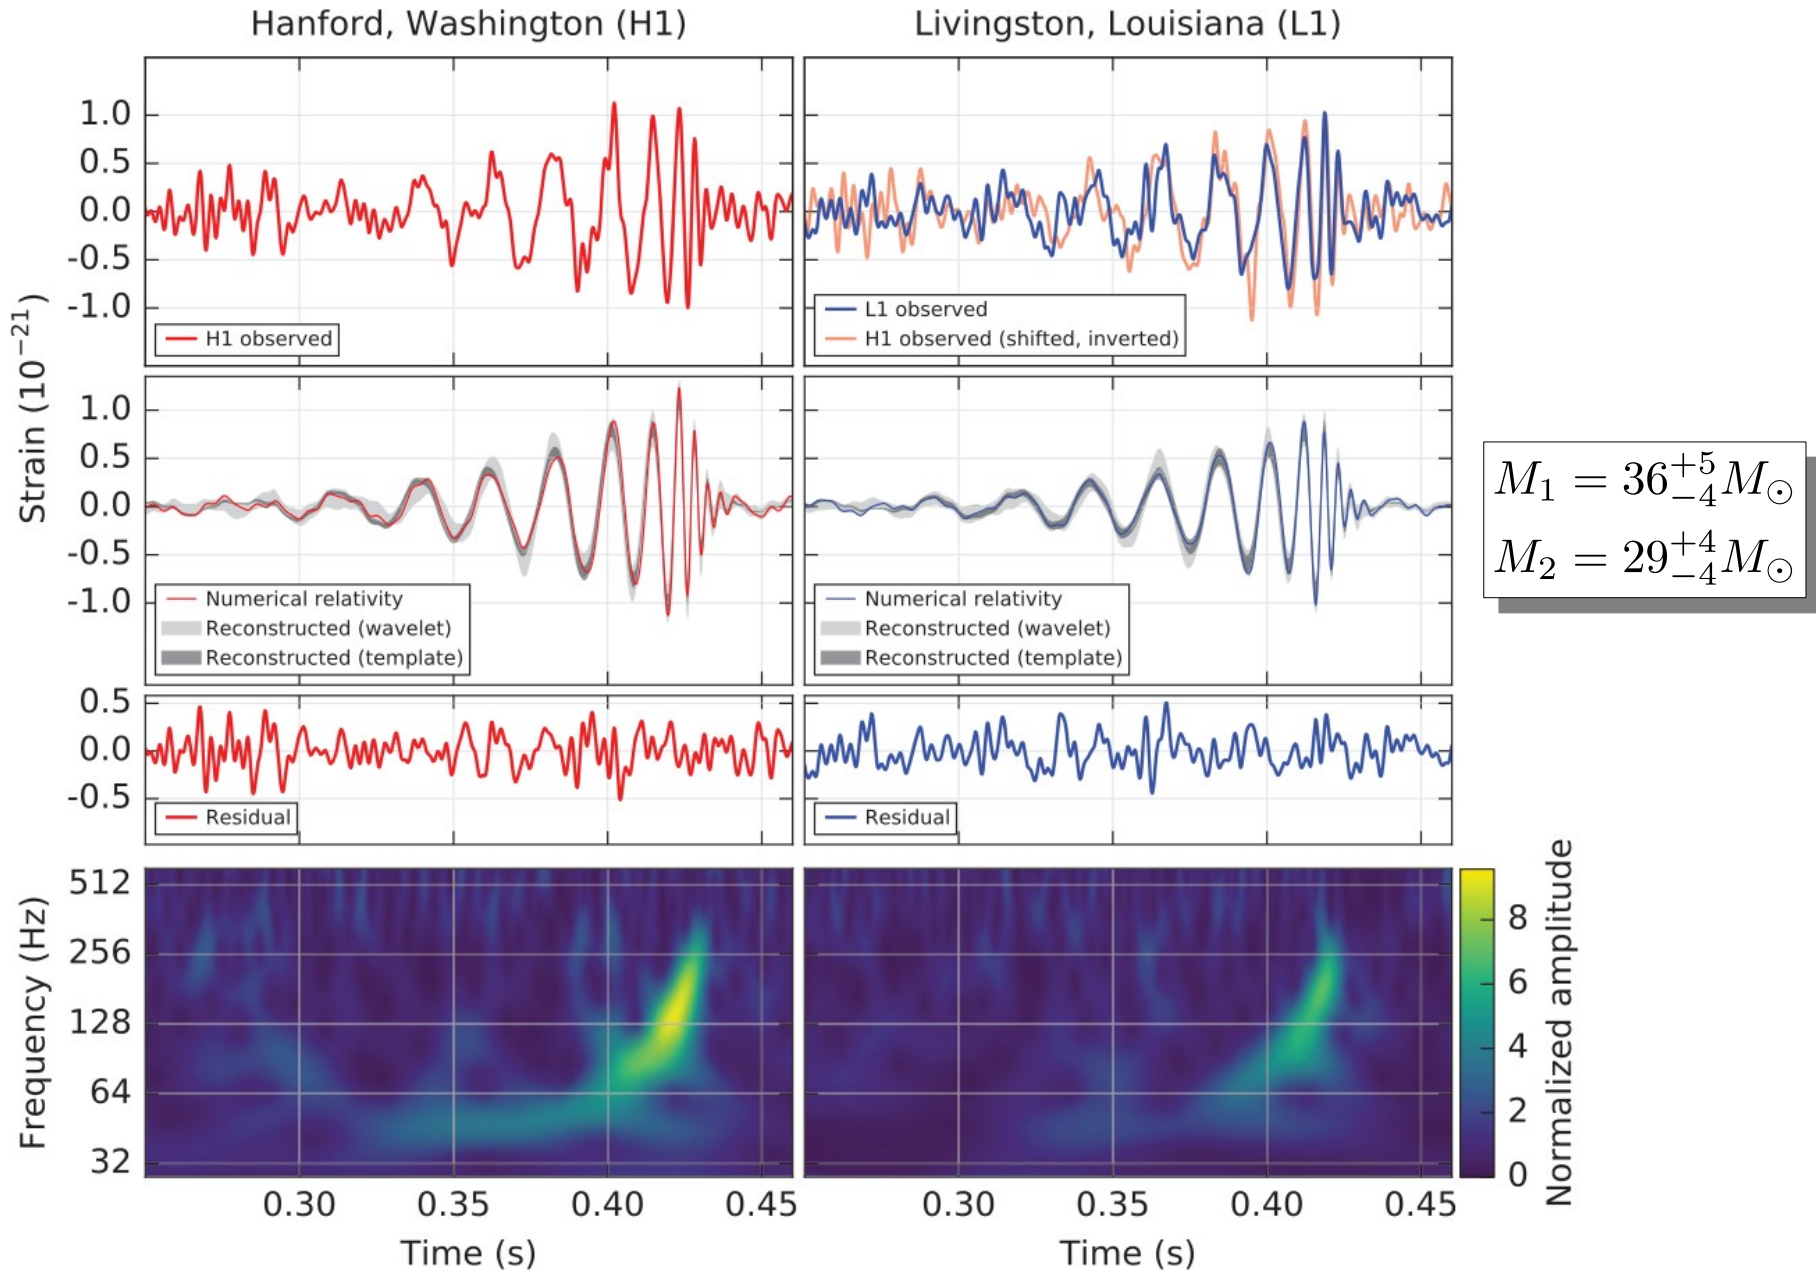 Hanford, Washington (H1)
Livingston, Louisiana (L1)
Strain (10⁻²¹)
1.0
0.5
0.0
-0.5
-1.0
H1 observed
L1 observed
H1 observed (shifted, inverted)
1.0
0.5
0.0
-0.5
-1.0
Numerical relativity
Reconstructed (wavelet)
Reconstructed (template)
Numerical relativity
Reconstructed (wavelet)
Reconstructed (template)
M₁ = 36⁺⁵₋₄ M☉
M₂ = 29⁺⁴₋₄ M☉
0.5
0.0
-0.5
Residual
Residual
Frequency (Hz)
512
256
128
64
32
Normalized amplitude
8
6
4
2
0
0.30 0.35 0.40 0.45
0.30 0.35 0.40 0.45
Time (s)
Time (s)